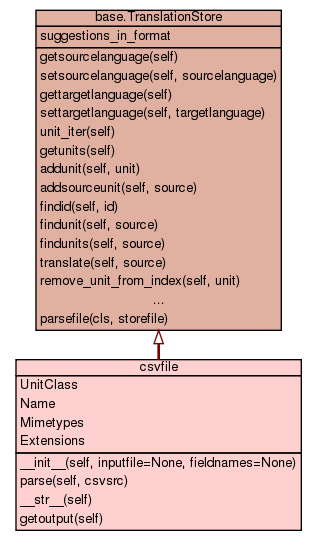 base.TranslationStore
suggestions_in_format
getsourcelanguage(self)
setsourcelanguage(self, sourcelanguage)
gettargetlanguage(self)
settargetlanguage(self, targetlanguage)
unit_iter(self)
getunits(self)
addunit(self, unit)
addsourceunit(self, source)
findid(self, id)
findunit(self, source)
findunits(self, source)
translate(self, source)
remove_unit_from_index(self, unit)
...
parsefile(cls, storefile)
csvfile
UnitClass
Name
Mimetypes
Extensions
__init__(self, inputfile=None, fieldnames=None)
parse(self, csvsrc)
__str__(self)
getoutput(self)